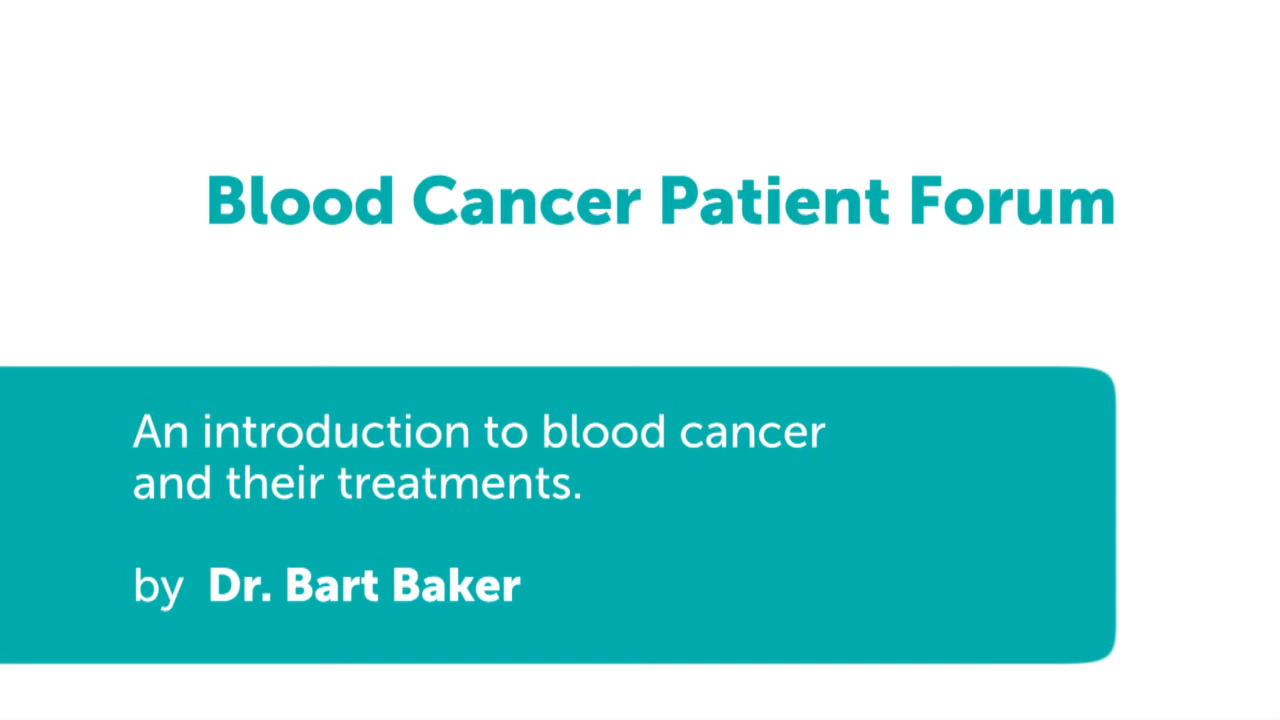 Blood Cancer Patient Forum
An introduction to blood cancer
and their treatments.
by Dr. Bart Baker